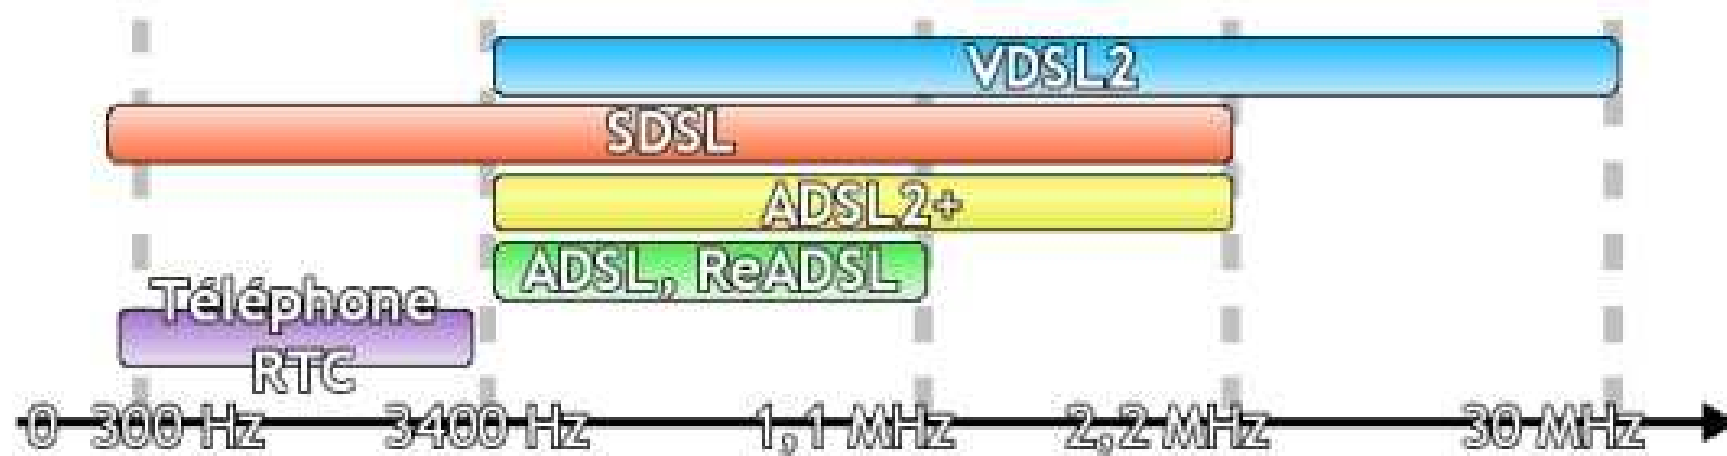 VDSL2
SDSL
ADSL2+
ADSL, ReADSL
Téléphone
RTC
0 300 Hz 3400 Hz 1,1 MHz 2,2 MHz 30 MHz